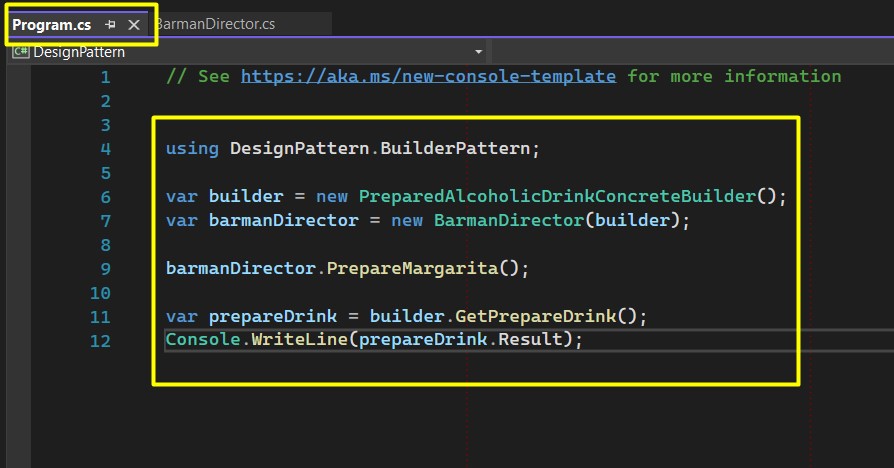 Program.cs
BarmanDirector.cs
C# DesignPattern
1 // See https://aka.ms/new-console-template for more information
2
3
4 using DesignPattern.BuilderPattern;
5
6 var builder = new PreparedAlcoholicDrinkConcreteBuilder();
7 var barmanDirector = new BarmanDirector(builder);
8
9 barmanDirector.PrepareMargarita();
10
11 var prepareDrink = builder.GetPrepareDrink();
12 Console.WriteLine(prepareDrink.Result);